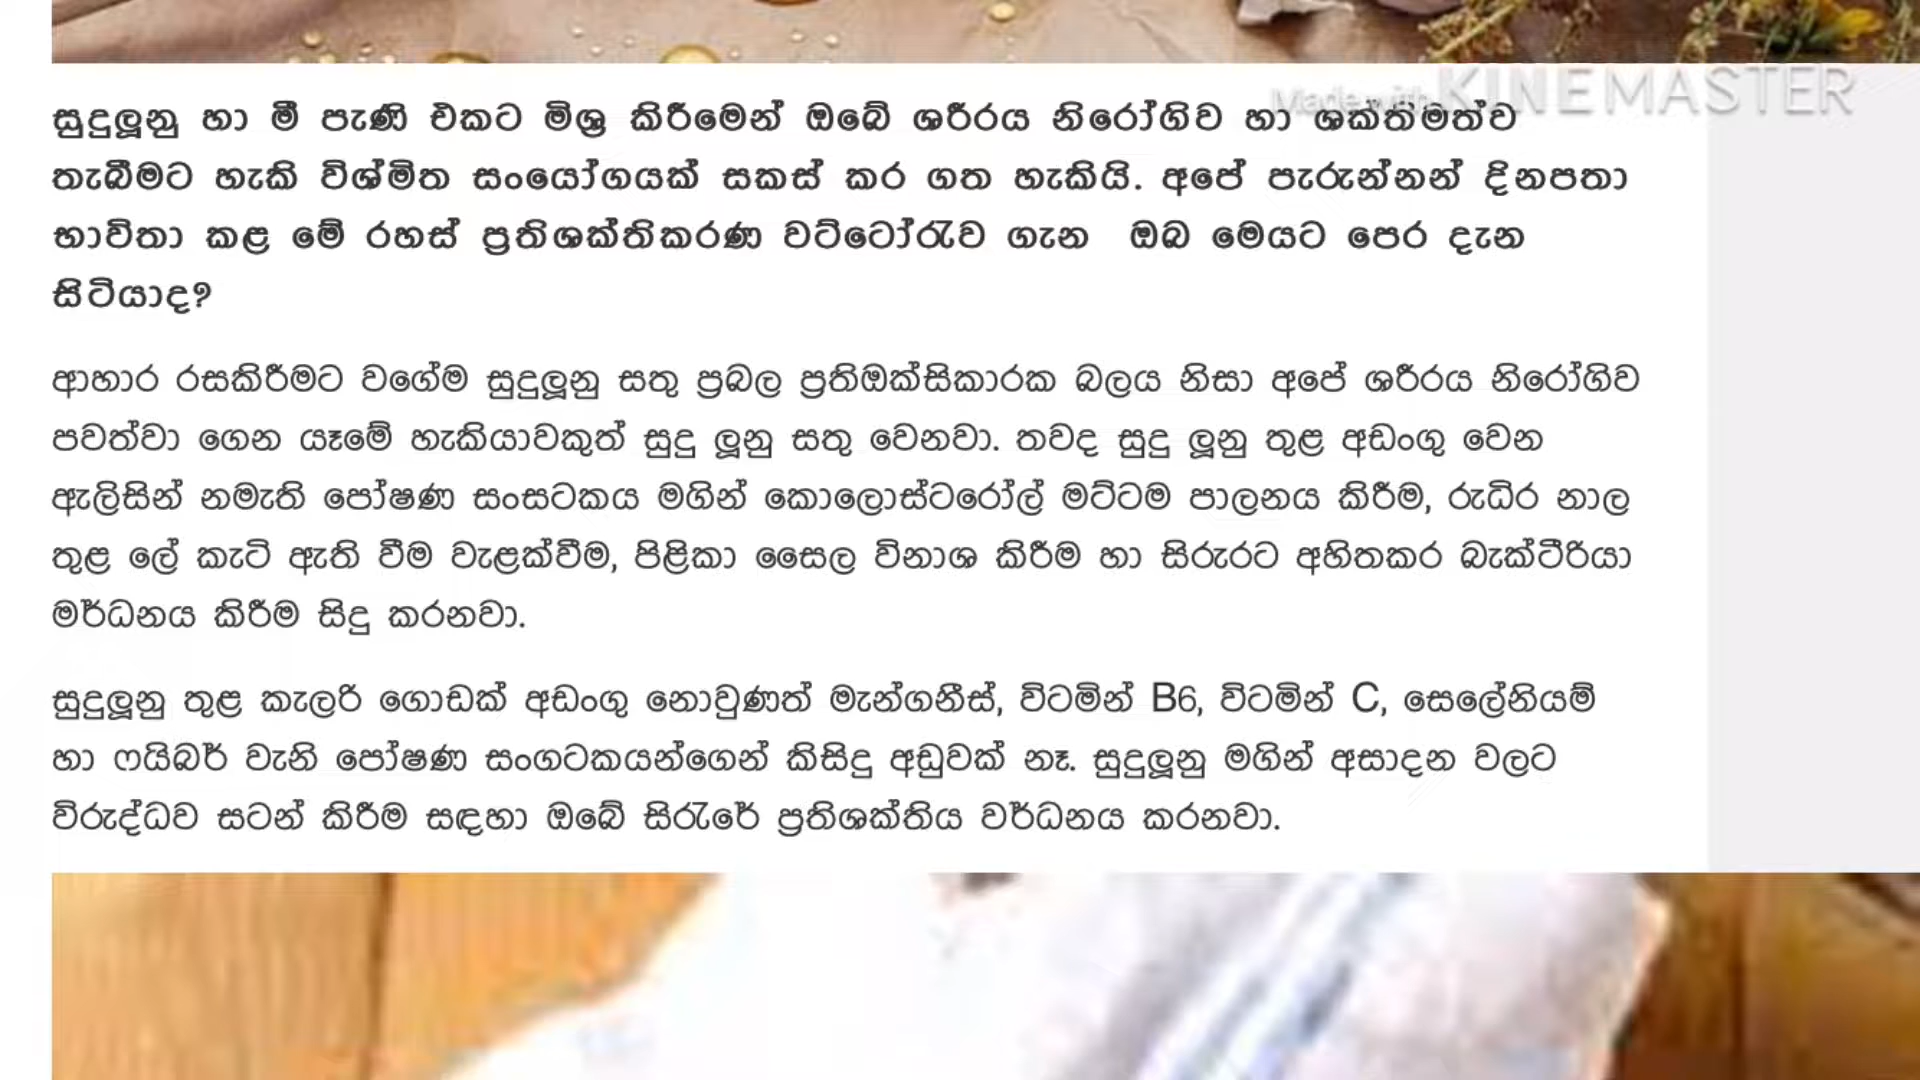 Made with KINEMASTER
සුදුලූනු හා මී පැණි එකට මිශ්‍ර කිරීමෙන් ඔබේ ශරීරය නිරෝගිව හා ශක්තිමත්ව
තැබීමට හැකි විශ්මිත සංයෝගයක් සකස් කර ගත හැකියි. අපේ පැරුන්නන් දිනපතා
භාවිතා කළ මේ රහස් ප්‍රතිශක්තිකරණ වට්ටෝරුව ගැන ඔබ මෙයට පෙර දැන
සිටියාද?
ආහාර රසකිරීමට වගේම සුදුලූනු සතු ප්‍රබල ප්‍රතිඔක්සිකාරක බලය නිසා අපේ ශරීරය නිරෝගිව
පවත්වා ගෙන යෑමේ හැකියාවකුත් සුදු ලූනු සතු වෙනවා. තවද සුදු ලූනු තුළ අඩංගු වෙන
ඇලිසින් නමැති පෝෂණ සංඝටකය මගින් කොලොස්ටරෝල් මට්ටම පාලනය කිරීම, රුධිර නාල
තුළ ලේ කැටි ඇති වීම වැළක්වීම, පිළිකා සෛල විනාශ කිරීම හා සිරුරට අහිතකර බැක්ටීරියා
මර්ධනය කිරීම සිදු කරනවා.
සුදුලූනු තුළ කැලරි ගොඩක් අඩංගු නොවුණත් මැන්ගනීස්, විටමින් B6, විටමින් C, සෙලේනියම්
හා ෆයිබර් වැනි පෝෂණ සංගටකයන්ගෙන් කිසිදු අඩුවක් නෑ. සුදුලූනු මගින් අසාදන වලට
විරුද්ධව සටන් කිරීම සඳහා ඔබේ සිරැරේ ප්‍රතිශක්තිය වර්ධනය කරනවා.